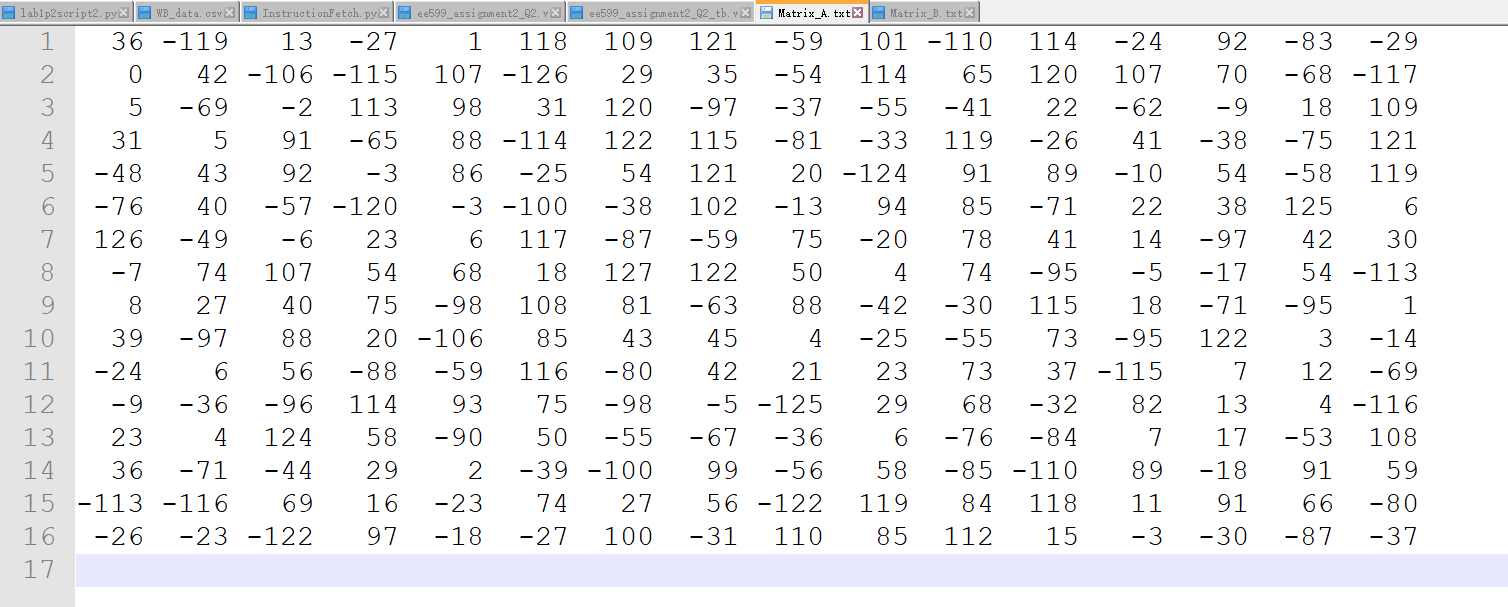 lab1p2script2.py WB_data.csv InstructionFetch.py ee599_assignment2_Q2.v ee599_assignment2_Q2_tb.v Matrix_A.txt Matrix_B.txt
1 36 -119 13 -27 1 118 109 121 -59 101 -110 114 -24 92 -83 -29
2 0 42 -106 -115 107 -126 29 35 -54 114 65 120 107 70 -68 -117
3 5 -69 -2 113 98 31 120 -97 -37 -55 -41 22 -62 -9 18 109
4 31 5 91 -65 88 -114 122 115 -81 -33 119 -26 41 -38 -75 121
5 -48 43 92 -3 86 -25 54 121 20 -124 91 89 -10 54 -58 119
6 -76 40 -57 -120 -3 -100 -38 102 -13 94 85 -71 22 38 125 6
7 126 -49 -6 23 6 117 -87 -59 75 -20 78 41 14 -97 42 30
8 -7 74 107 54 68 18 127 122 50 4 74 -95 -5 -17 54 -113
9 8 27 40 75 -98 108 81 -63 88 -42 -30 115 18 -71 -95 1
10 39 -97 88 20 -106 85 43 45 4 -25 -55 73 -95 122 3 -14
11 -24 6 56 -88 -59 116 -80 42 21 23 73 37 -115 7 12 -69
12 -9 -36 -96 114 93 75 -98 -5 -125 29 68 -32 82 13 4 -116
13 23 4 124 58 -90 50 -55 -67 -36 6 -76 -84 7 17 -53 108
14 36 -71 -44 29 2 -39 -100 99 -56 58 -85 -110 89 -18 91 59
15 -113 -116 69 16 -23 74 27 56 -122 119 84 118 11 91 66 -80
16 -26 -23 -122 97 -18 -27 100 -31 110 85 112 15 -3 -30 -87 -37
17